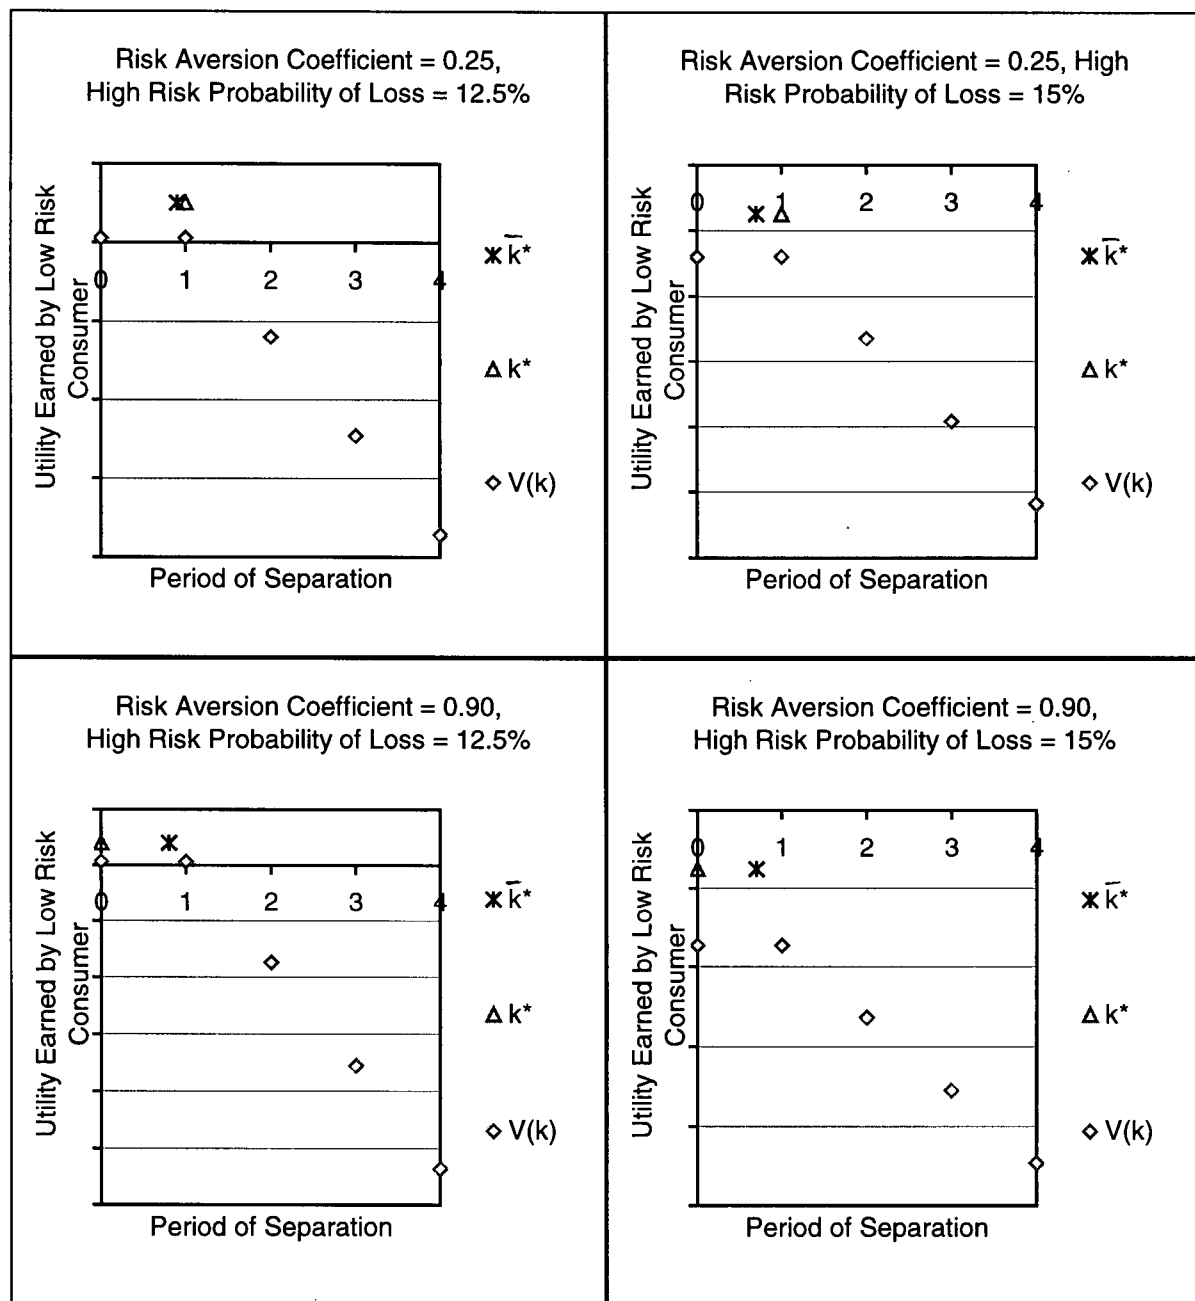 Risk Aversion Coefficient = 0.25,
High Risk Probability of Loss = 12.5%
Utility Earned by Low Risk
Consumer
0 1 2 3 4
k̅*
k*
V(k)
Period of Separation
Risk Aversion Coefficient = 0.25, High
Risk Probability of Loss = 15%
Utility Earned by Low Risk
Consumer
0 1 2 3 4
k̅*
k*
V(k)
Period of Separation
Risk Aversion Coefficient = 0.90,
High Risk Probability of Loss = 12.5%
Utility Earned by Low Risk
Consumer
0 1 2 3 4
k̅*
k*
V(k)
Period of Separation
Risk Aversion Coefficient = 0.90,
High Risk Probability of Loss = 15%
Utility Earned by Low Risk
Consumer
0 1 2 3 4
k̅*
k*
V(k)
Period of Separation